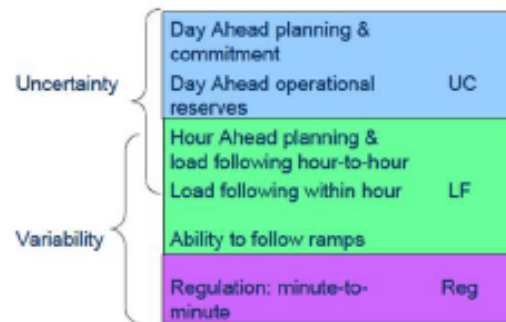 Day Ahead planning &
commitment
Uncertainty
Day Ahead operational UC
reserves
Hour Ahead planning &
load following hour-to-hour
Load following within hour LF
Variability
Ability to follow ramps
Regulation: minute-to- Reg
minute